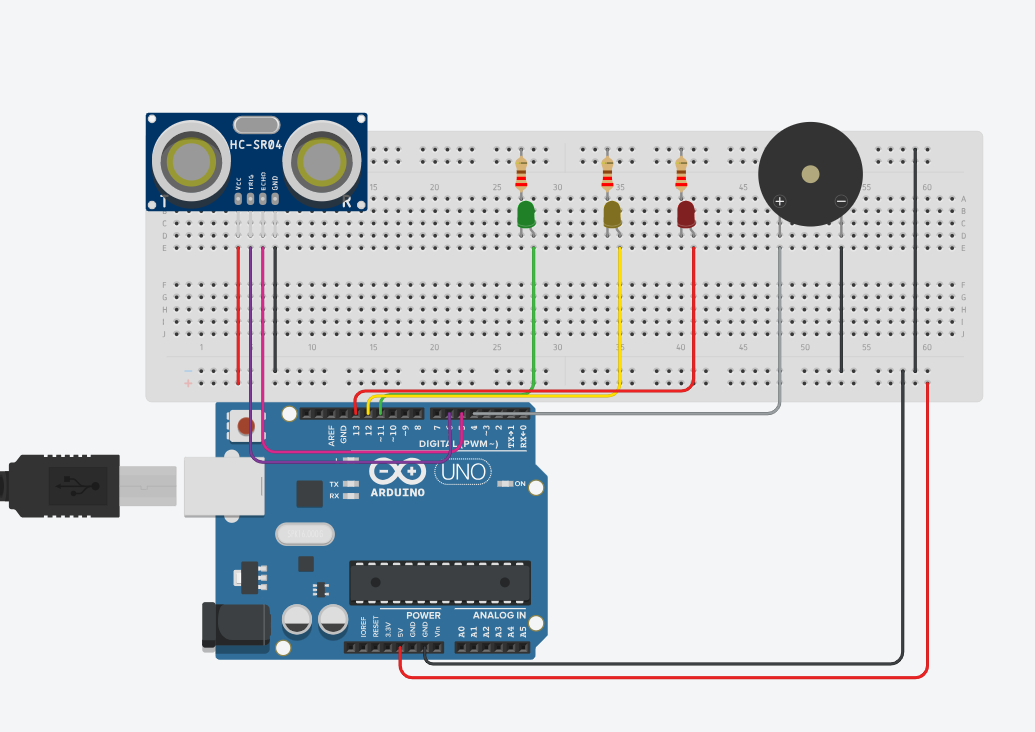 HC-SR04
VCC TRIG ECHO GND
T R
15 20 25 30 35 40 45 50 55 60
A
B
C
D
E
F
G
H
I
J
1 10 15 20 25 30 35 40 45 50 55 60
AREF
GND
13
12
~11
~10
~9
8
7
4
~3
2
TX→1
RX←0
DIGITAL (PWM~)
L
TX
RX
UNO
ON
ARDUINO
POWER
ANALOG IN
IOREF
RESET
3.3V
5V
GND
GND
Vin
A0
A1
A2
A3
A4
A5